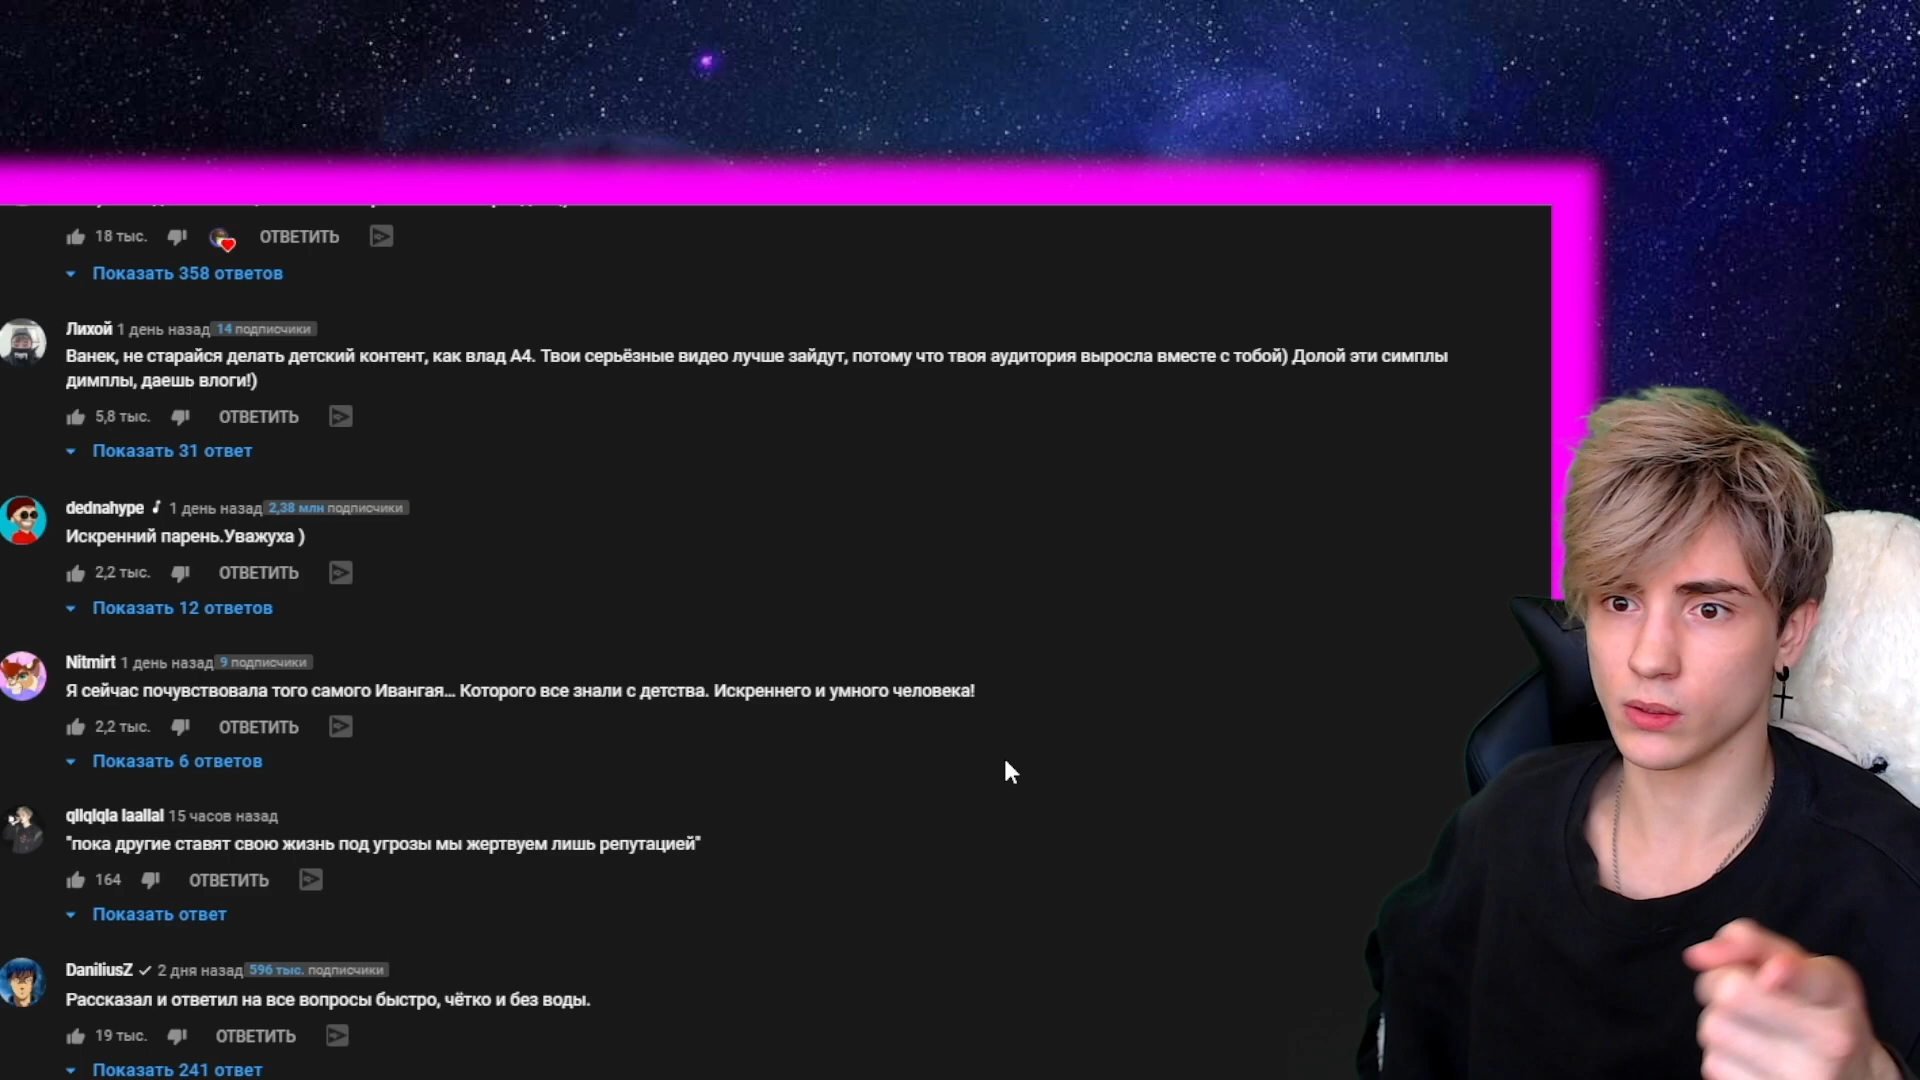 18 тыс. ОТВЕТИТЬ
Показать 358 ответов
Лихой 1 день назад 14 подписчики
Ванек, не старайся делать детский контент, как влад А4. Твои серьёзные видео лучше зайдут, потому что твоя аудитория выросла вместе с тобой) Долой эти симплы
димплы, даешь влоги!)
5,8 тыс. ОТВЕТИТЬ
Показать 31 ответ
dednahype 1 день назад 2,38 млн подписчики
Искренний парень.Уважуха )
2,2 тыс. ОТВЕТИТЬ
Показать 12 ответов
Nitmirt 1 день назад 9 подписчики
Я сейчас почувствовала того самого Ивангая... Которого все знали с детства. Искреннего и умного человека!
2,2 тыс. ОТВЕТИТЬ
Показать 6 ответов
qllqlqla laallal 15 часов назад
"пока другие ставят свою жизнь под угрозы мы жертвуем лишь репутацией"
164 ОТВЕТИТЬ
Показать ответ
DaniliusZ 2 дня назад 596 тыс. подписчики
Рассказал и ответил на все вопросы быстро, чётко и без воды.
19 тыс. ОТВЕТИТЬ
Показать 241 ответ